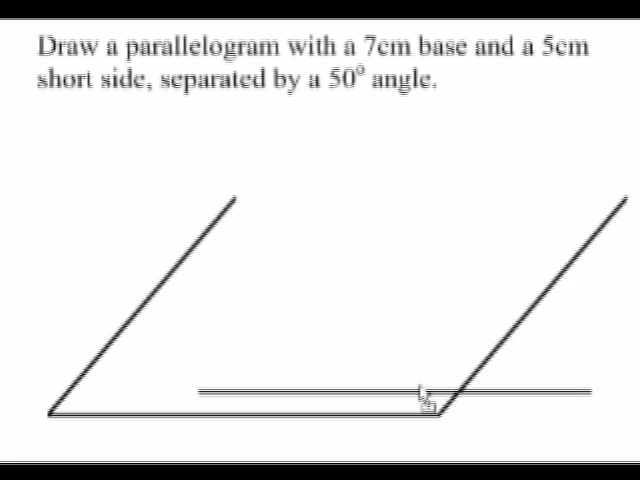 Draw a parallelogram with a 7cm base and a 5cm
short side, separated by a 50° angle.